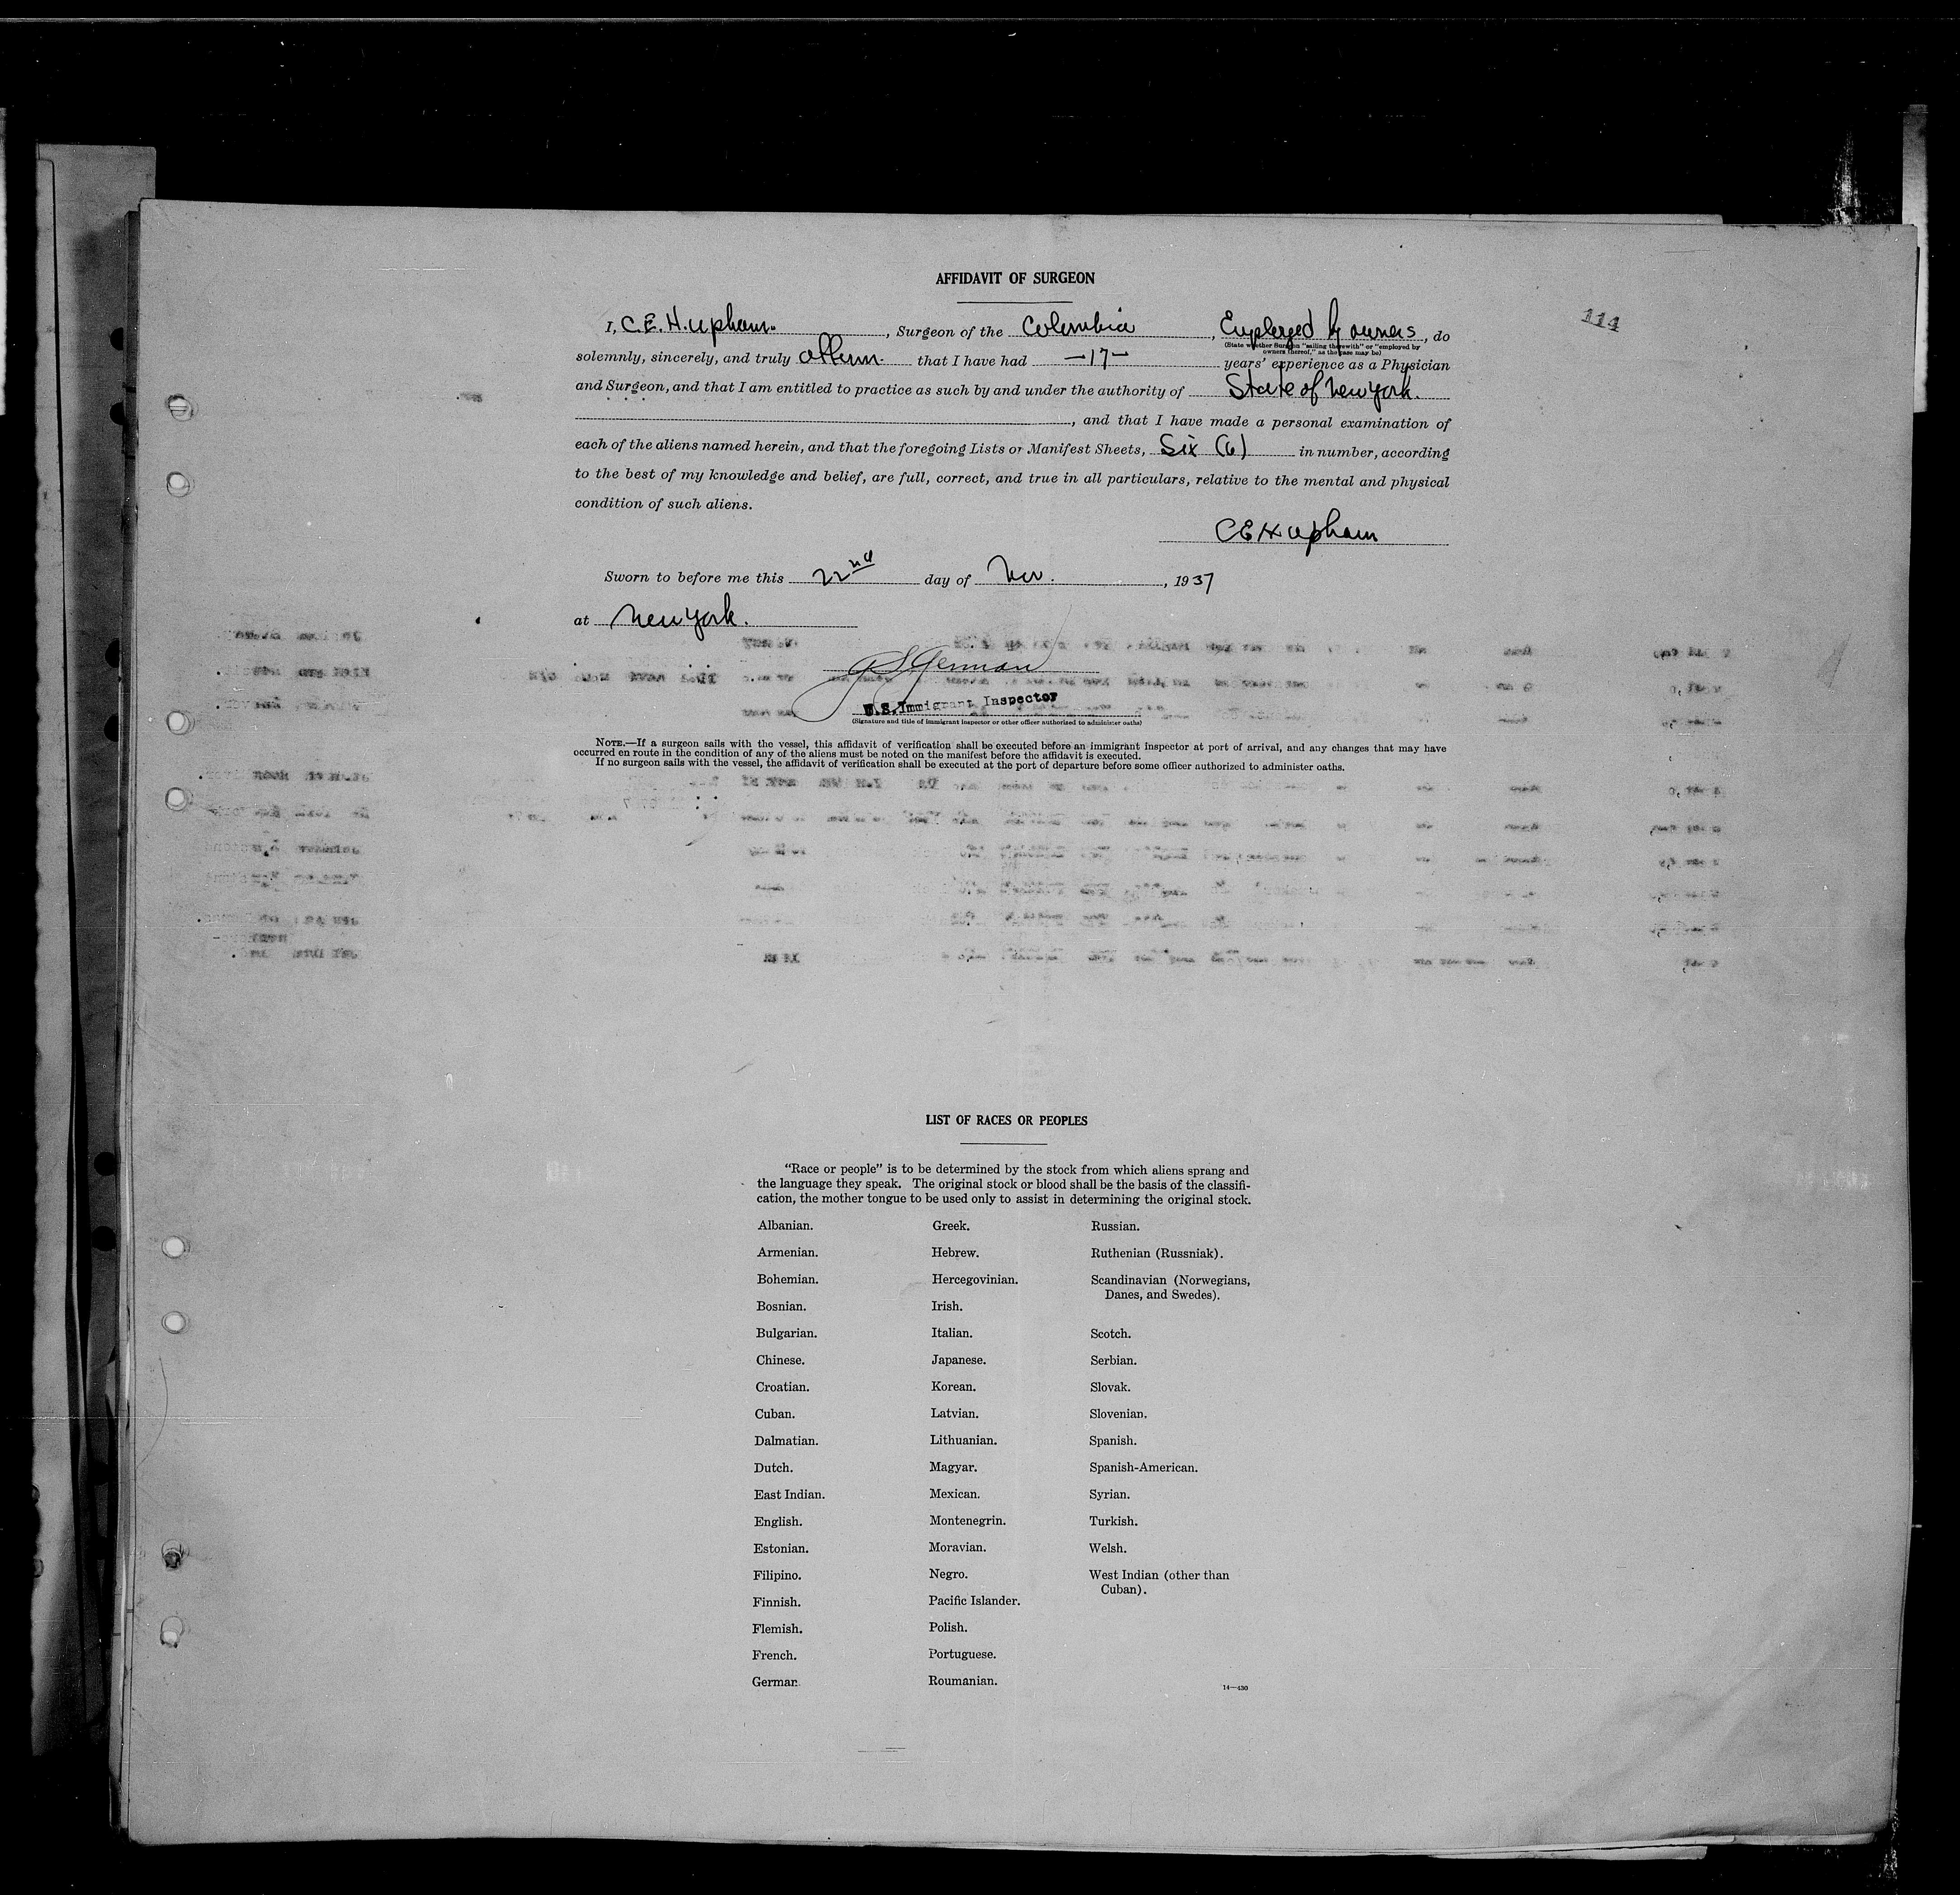 AFFIDAVIT OF SURGEON
114
I, C. E. H. Upham. , Surgeon of the Columbia , Employed by owners , do
(State whether Surgeon "sailing therewith" or "employed by
owners thereof," as the case may be)
solemnly, sincerely, and truly affirm. that I have had —17— years' experience as a Physician
and Surgeon, and that I am entitled to practice as such by and under the authority of State of New York.
, and that I have made a personal examination of
each of the aliens named herein, and that the foregoing Lists or Manifest Sheets, Six (6) in number, according
to the best of my knowledge and belief, are full, correct, and true in all particulars, relative to the mental and physical
condition of such aliens.
C E H Upham
Sworn to before me this 22nd day of Nov. , 1937
at New York.
U.S. Immigrant Inspector
(Signature and title of immigrant inspector or other officer authorized to administer oaths)
NOTE.—If a surgeon sails with the vessel, this affidavit of verification shall be executed before an immigrant inspector at port of arrival, and any changes that may have
occurred en route in the condition of any of the aliens must be noted on the manifest before the affidavit is executed.
If no surgeon sails with the vessel, the affidavit of verification shall be executed at the port of departure before some officer authorized to administer oaths.
LIST OF RACES OR PEOPLES
"Race or people" is to be determined by the stock from which aliens sprang and
the language they speak. The original stock or blood shall be the basis of the classifi-
cation, the mother tongue to be used only to assist in determining the original stock.
Albanian.
Armenian.
Bohemian.
Bosnian.
Bulgarian.
Chinese.
Croatian.
Cuban.
Dalmatian.
Dutch.
East Indian.
English.
Estonian.
Filipino.
Finnish.
Flemish.
French.
German.
Greek.
Hebrew.
Hercegovinian.
Irish.
Italian.
Japanese.
Korean.
Latvian.
Lithuanian.
Magyar.
Mexican.
Montenegrin.
Moravian.
Negro.
Pacific Islander.
Polish.
Portuguese.
Roumanian.
Russian.
Ruthenian (Russniak).
Scandinavian (Norwegians,
Danes, and Swedes).
Scotch.
Serbian.
Slovak.
Slovenian.
Spanish.
Spanish-American.
Syrian.
Turkish.
Welsh.
West Indian (other than
Cuban).
14—430